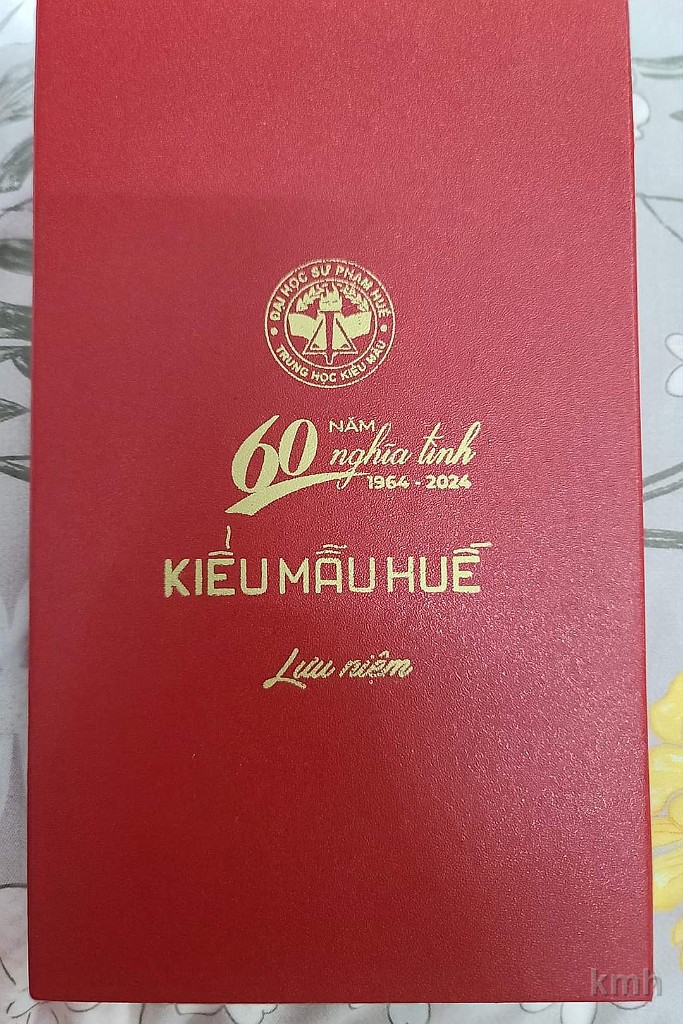 ĐẠI HỌC SƯ PHẠM HUẾ
TRUNG HỌC KIỂU MẪU
60 NĂM
nghĩa tình
1964 - 2024
KIỂU MẪU HUẾ
Lưu niệm
kmh